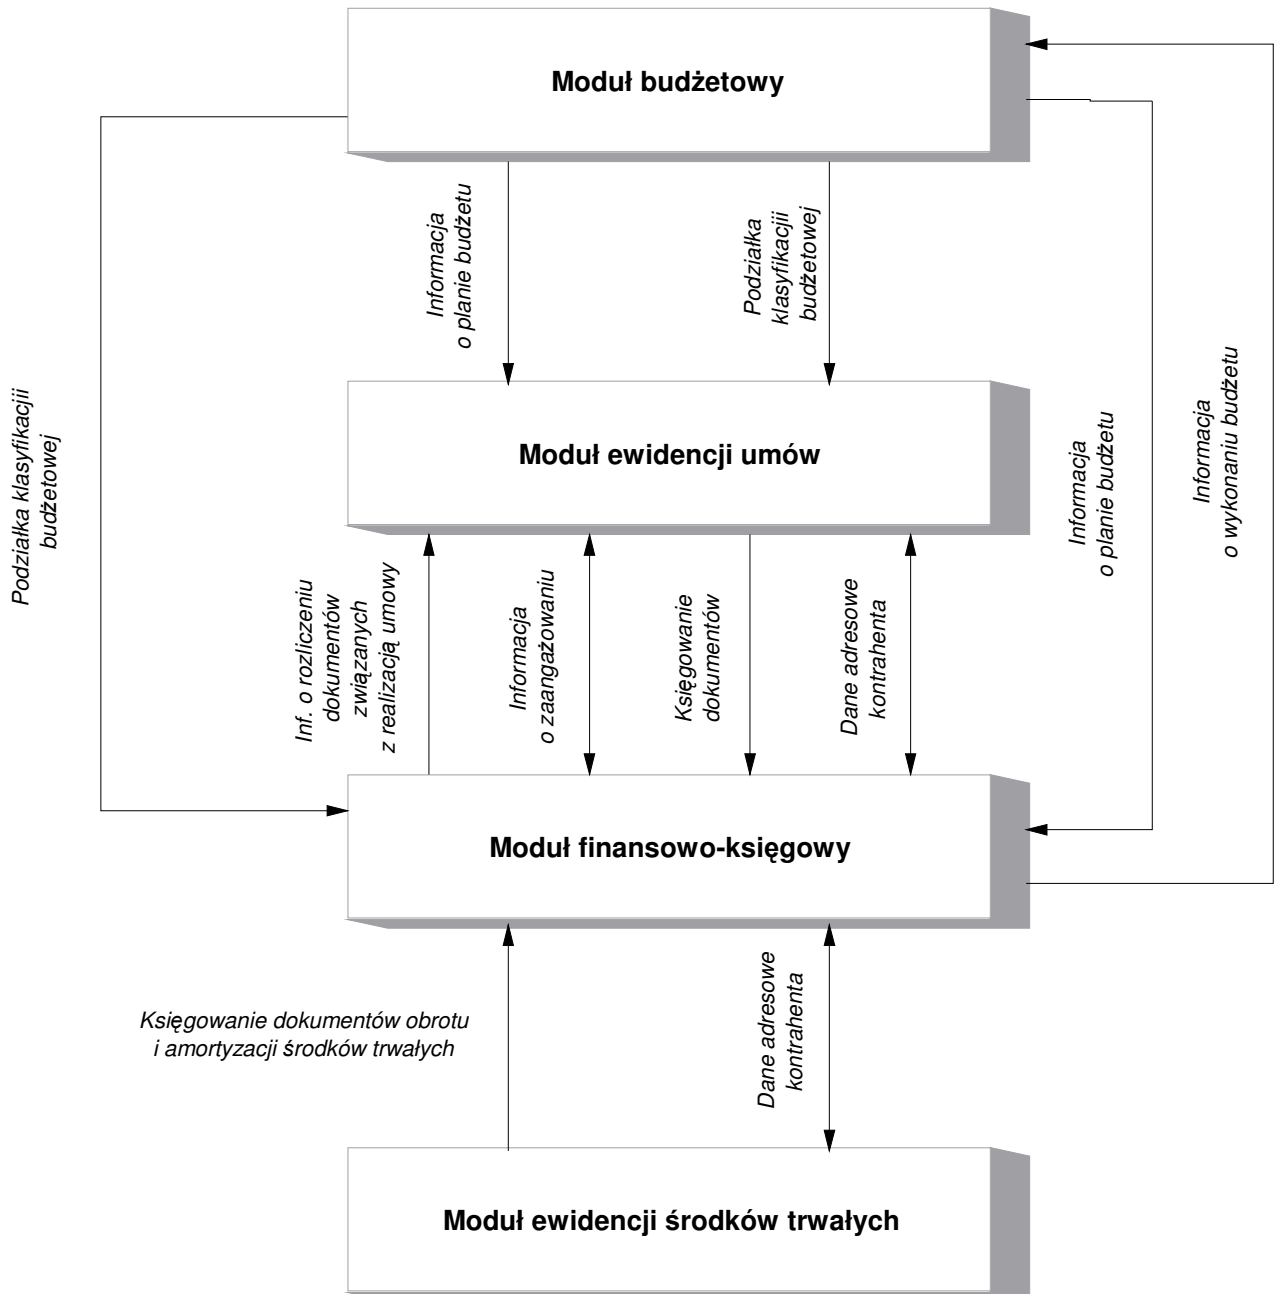 Moduł budżetowy
Informacja
o planie budżetu
Podziałka
klasyfikacjii
budżetowej
Podziałka klasyfikacjii
budżetowej
Informacja
o planie budżetu
Informacja
o wykonaniu budżetu
Moduł ewidencji umów
Inf. o rozliczeniu
dokumentów
związanych
z realizacją umowy
Informacja
o zaangażowaniu
Księgowanie
dokumentów
Dane adresowe
kontrahenta
Moduł finansowo-księgowy
Księgowanie dokumentów obrotu
i amortyzacji środków trwałych
Dane adresowe
kontrahenta
Moduł ewidencji środków trwałych